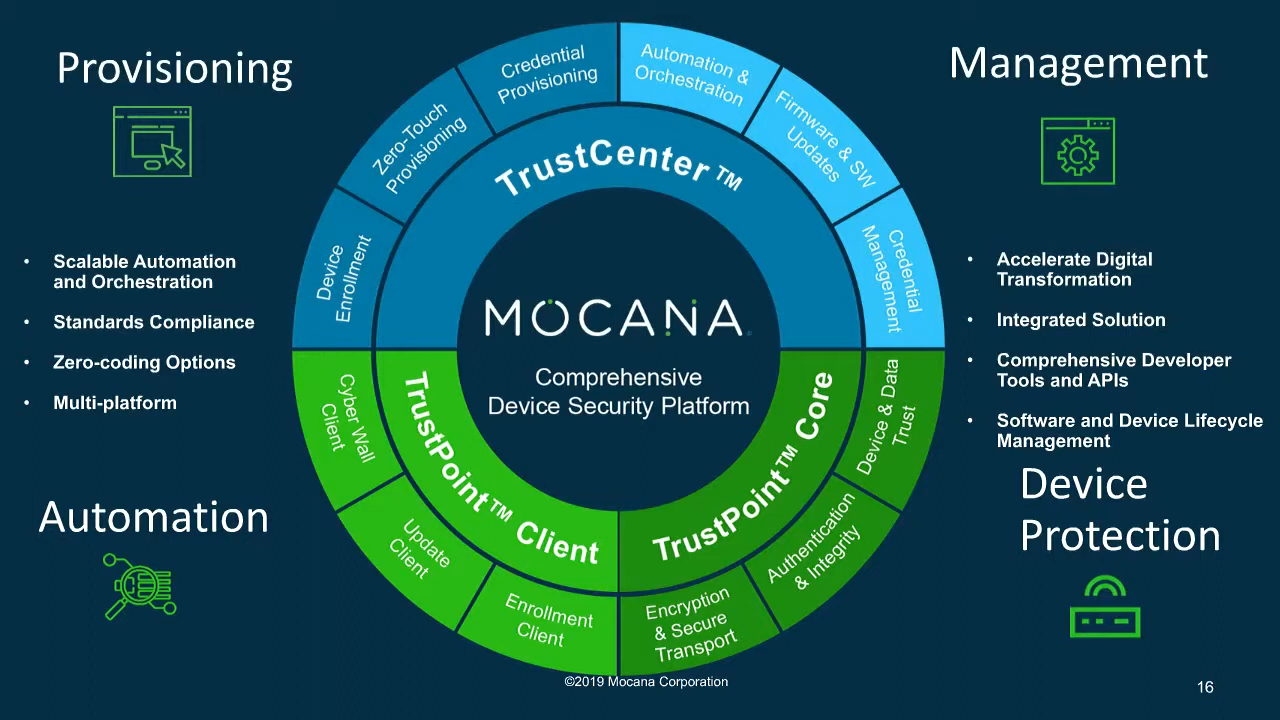 Provisioning
• Scalable Automation
and Orchestration
• Standards Compliance
• Zero-coding Options
• Multi-platform
Automation
Device
Enrollment
Zero-Touch
Provisioning
Credential
Provisioning
Automation &
Orchestration
Firmware & SW
Updates
Credential
Management
TrustCenter™
MOCANA
Comprehensive
Device Security Platform
TrustPoint™ Client
TrustPoint™ Core
Cyber Wall
Client
Update
Client
Enrollment
Client
Encryption
& Secure
Transport
Authentication
& Integrity
Device & Data
Trust
Management
• Accelerate Digital
Transformation
• Integrated Solution
• Comprehensive Developer
Tools and APIs
• Software and Device Lifecycle
Management
Device
Protection
©2019 Mocana Corporation
16